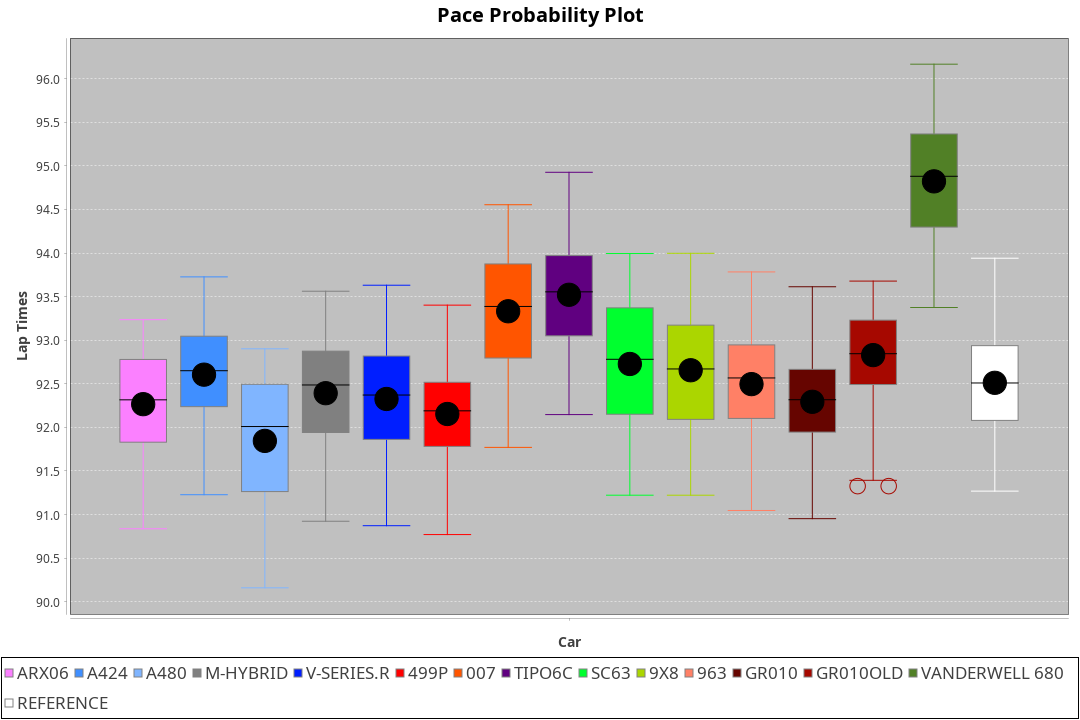 Pace Probability Plot
96.0
95.5
95.0
94.5
94.0
93.5
93.0
92.5
92.0
91.5
91.0
90.5
90.0
Lap Times
Car
ARX06 A424 A480 M-HYBRID V-SERIES.R 499P 007 TIPO6C SC63 9X8 963 GR010 GR010OLD VANDERWELL 680
REFERENCE